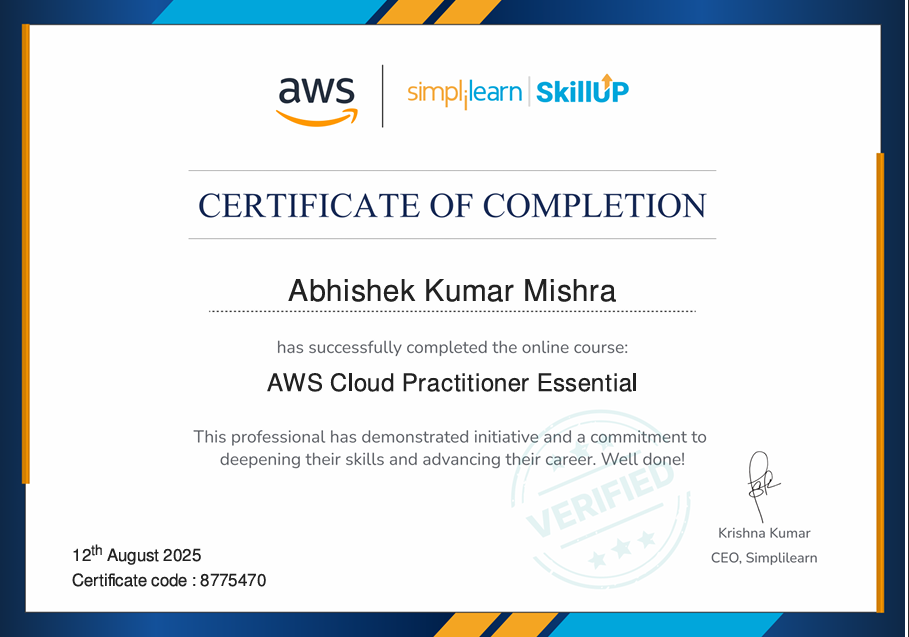 aws
simplilearn | SkillUP
CERTIFICATE OF COMPLETION
Abhishek Kumar Mishra
has successfully completed the online course:
AWS Cloud Practitioner Essential
This professional has demonstrated initiative and a commitment to
deepening their skills and advancing their career. Well done!
VERIFIED
Krishna Kumar
CEO, Simplilearn
12th August 2025
Certificate code : 8775470